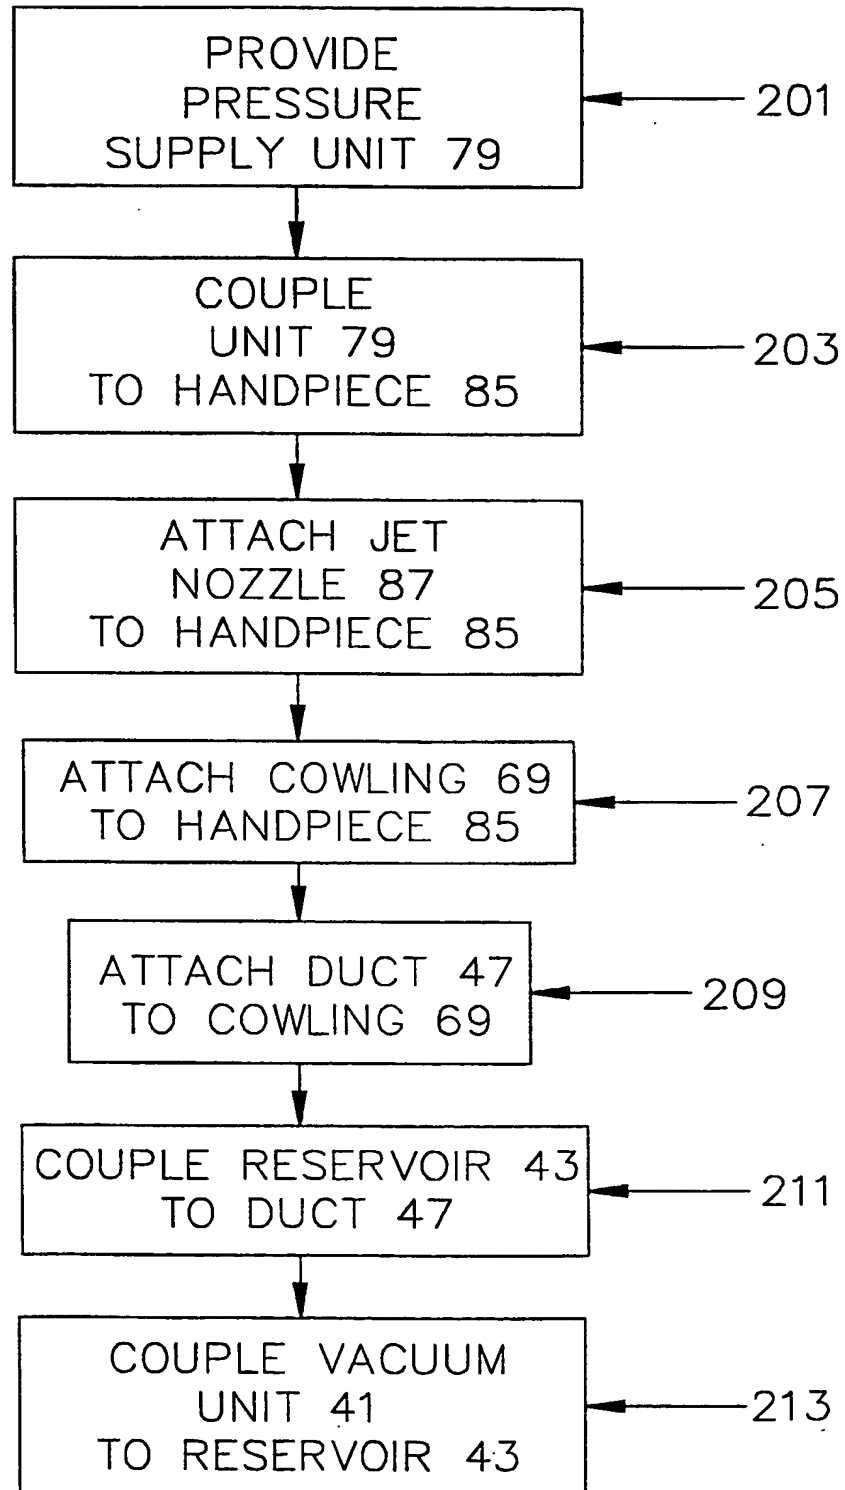 PROVIDE
PRESSURE
SUPPLY UNIT 79
201
COUPLE
UNIT 79
TO HANDPIECE 85
203
ATTACH JET
NOZZLE 87
TO HANDPIECE 85
205
ATTACH COWLING 69
TO HANDPIECE 85
207
ATTACH DUCT 47
TO COWLING 69
209
COUPLE RESERVOIR 43
TO DUCT 47
211
COUPLE VACUUM
UNIT 41
TO RESERVOIR 43
213